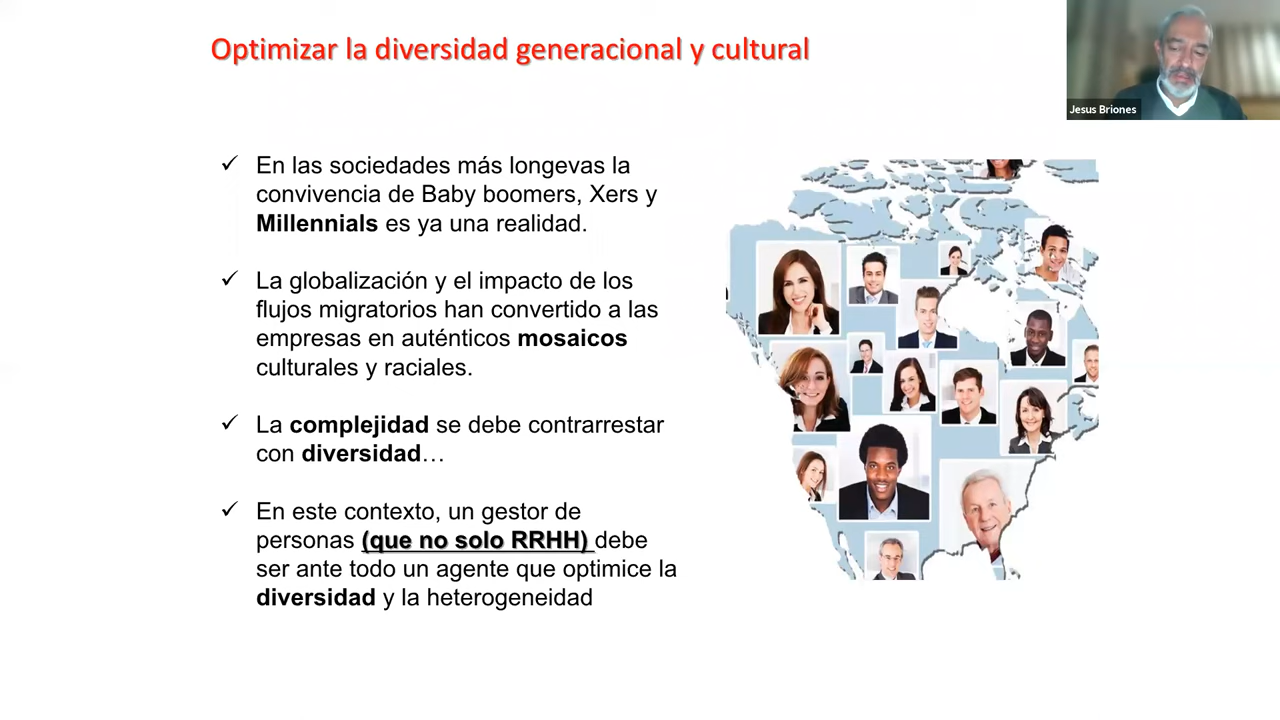 Optimizar la diversidad generacional y cultural
Jesus Briones
✓ En las sociedades más longevas la
convivencia de Baby boomers, Xers y
Millennials es ya una realidad.
✓ La globalización y el impacto de los
flujos migratorios han convertido a las
empresas en auténticos mosaicos
culturales y raciales.
✓ La complejidad se debe contrarrestar
con diversidad…
✓ En este contexto, un gestor de
personas (que no solo RRHH) debe
ser ante todo un agente que optimice la
diversidad y la heterogeneidad